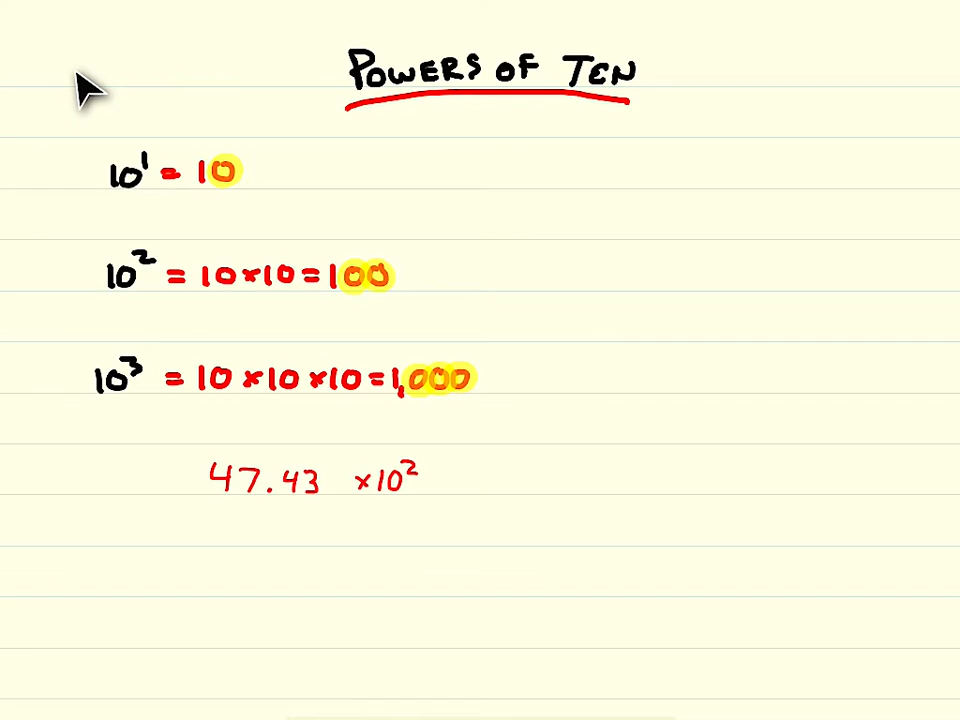 POWERS OF TEN
10¹ = 10
10² = 10×10 = 100
10³ = 10×10×10 = 1,000
47.43 ×10²